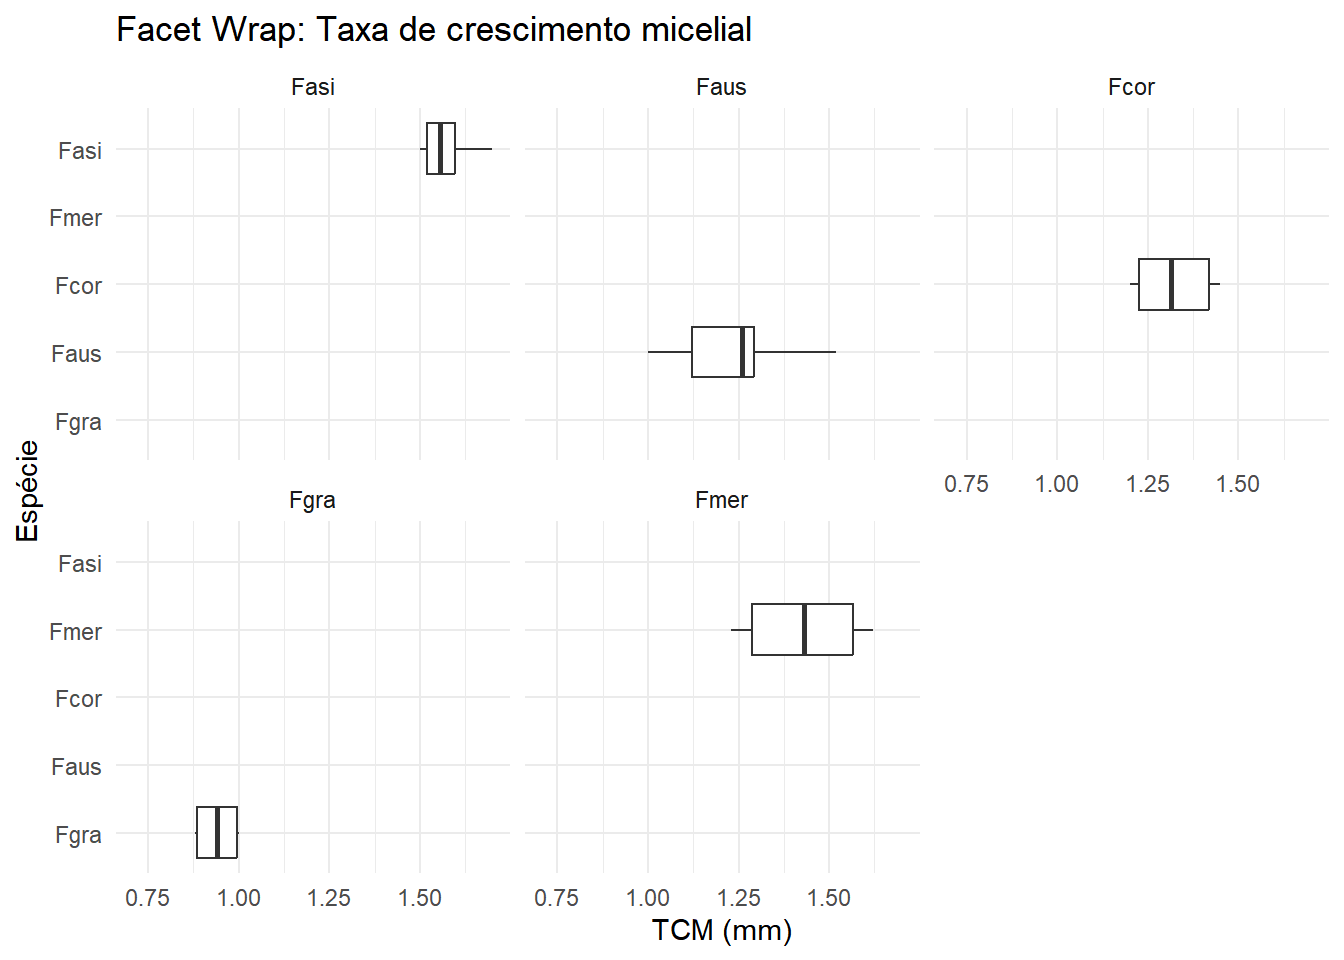 Facet Wrap: Taxa de crescimento micelial
Fasi Faus Fcor
Fasi
Fmer
Fcor
Faus
Fgra
0.75 1.00 1.25 1.50
Espécie
Fgra Fmer
Fasi
Fmer
Fcor
Faus
Fgra
0.75 1.00 1.25 1.50 0.75 1.00 1.25 1.50
TCM (mm)